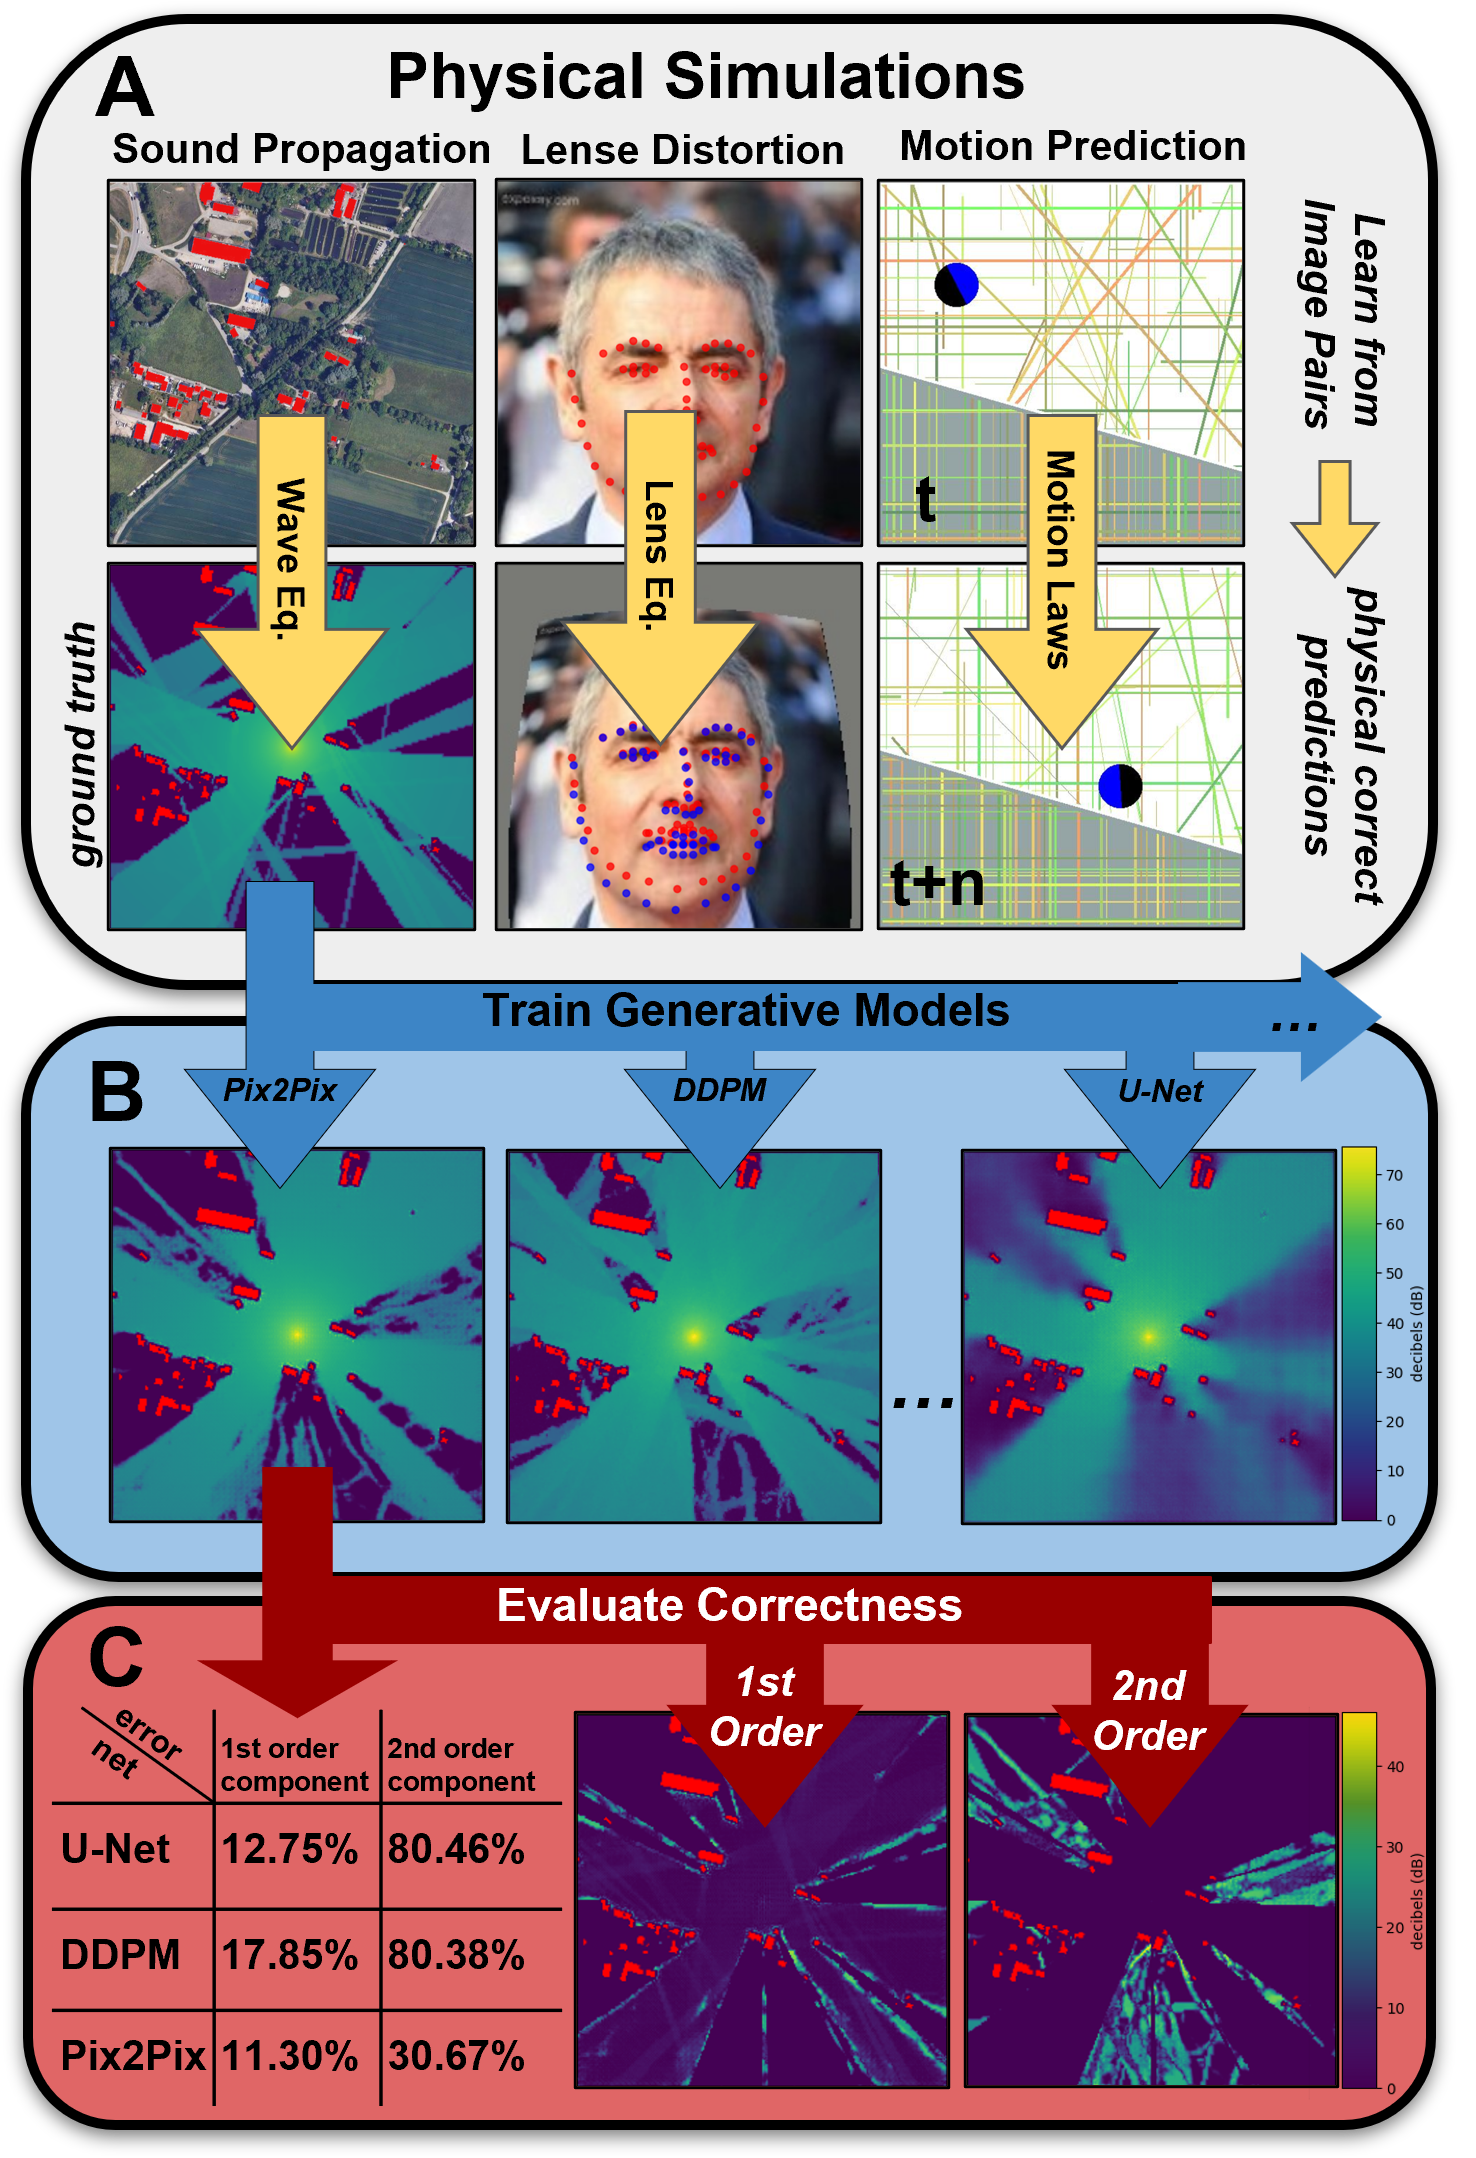 A
Physical Simulations
Sound Propagation
Lense Distortion
Motion Prediction
Learn from
Image Pairs
physical correct
predictions
ground truth
Wave Eq.
Lens Eq.
Motion Laws
t
t+n
Train Generative Models
...
B
Pix2Pix
DDPM
U-Net
...
70
60
50
40
30
20
10
0
decibels (dB)
Evaluate Correctness
C
1st
Order
2nd
Order
error
net
1st order
component
2nd order
component
U-Net 12.75% 80.46%
DDPM 17.85% 80.38%
Pix2Pix 11.30% 30.67%
40
30
20
10
0
decibels (dB)